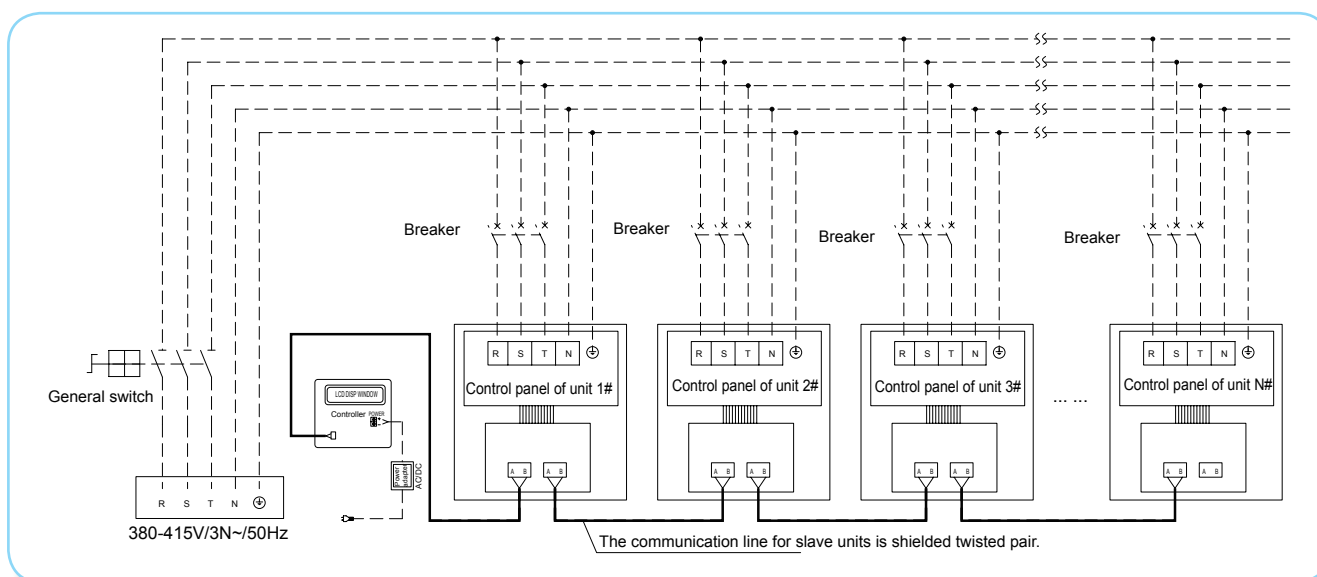 Breaker
Breaker
Breaker
Breaker
General switch
R S T N
380-415V/3N~/50Hz
LCD DISP WINDOW
Controller
POWER
+
-
Power
adapter
AC/DC
R S T N
Control panel of unit 1#
A B A B
R S T N
Control panel of unit 2#
A B A B
R S T N
Control panel of unit 3#
A B A B
... ...
R S T N
Control panel of unit N#
A B A B
The communication line for slave units is shielded twisted pair.